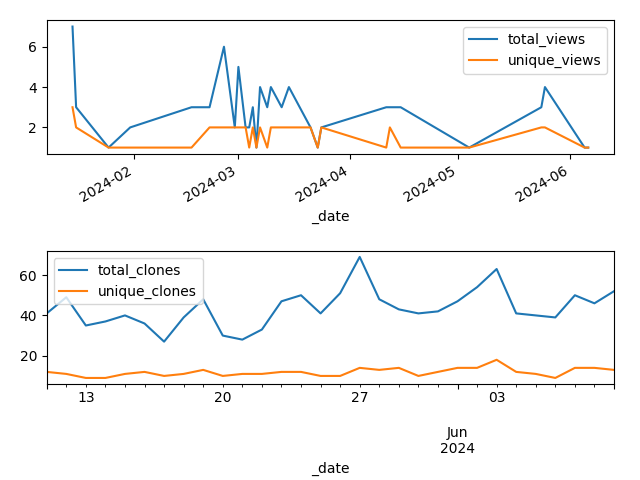 6
4
2
total_views
unique_views
2024-02
2024-03
2024-04
2024-05
2024-06
_date
60
40
20
total_clones
unique_clones
13
20
27
03
Jun
2024
_date